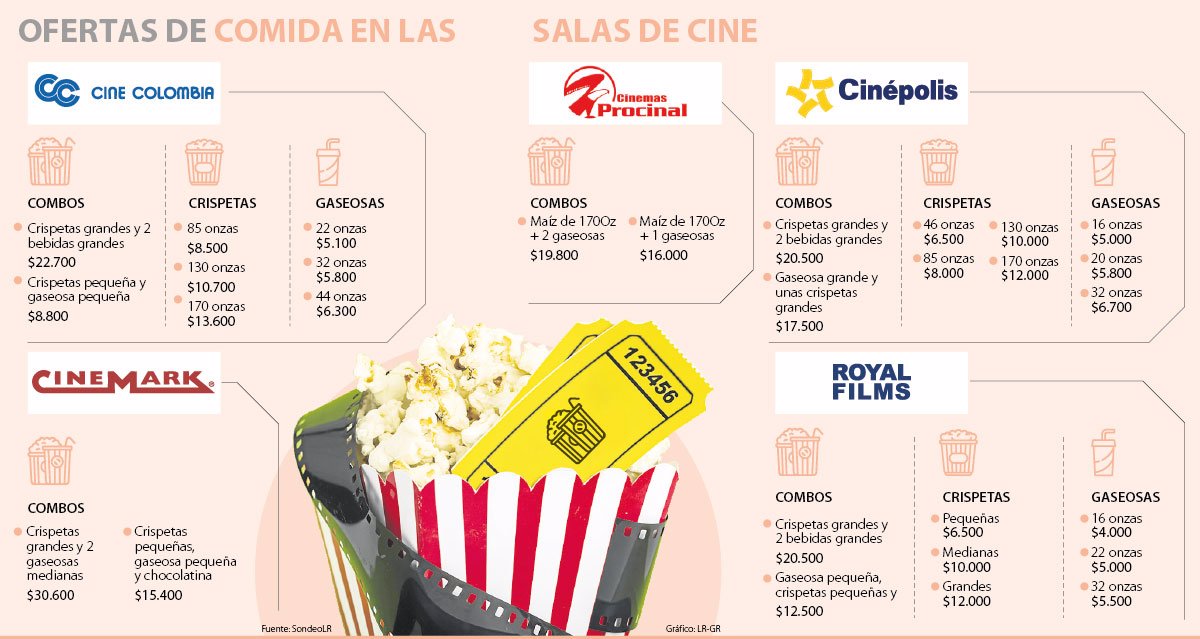 OFERTAS DE COMIDA EN LAS SALAS DE CINE
CINE COLOMBIA
COMBOS
Crispetas grandes y 2
bebidas grandes
$22.700
Crispetas pequeña y
gaseosa pequeña
$8.800
CRISPETAS
85 onzas
$8.500
130 onzas
$10.700
170 onzas
$13.600
GASEOSAS
22 onzas
$5.100
32 onzas
$5.800
44 onzas
$6.300
Cinemas
Procinal
COMBOS
Maíz de 170Oz
+ 2 gaseosas
$19.800
Maíz de 170Oz
+ 1 gaseosas
$16.000
Cinépolis
COMBOS
Crispetas grandes y
2 bebidas grandes
$20.500
Gaseosa grande y
unas crispetas
grandes
$17.500
CRISPETAS
46 onzas
$6.500
85 onzas
$8.000
130 onzas
$10.000
170 onzas
$12.000
GASEOSAS
16 onzas
$5.000
20 onzas
$5.800
32 onzas
$6.700
CINEMARK
COMBOS
Crispetas
grandes y 2
gaseosas
medianas
$30.600
Crispetas
pequeñas,
gaseosa pequeña
y chocolatina
$15.400
123456
ROYAL
FILMS
COMBOS
Crispetas grandes y
2 bebidas grandes
$20.500
Gaseosa pequeña,
crispetas pequeñas y
$12.500
CRISPETAS
Pequeñas
$6.500
Medianas
$10.000
Grandes
$12.000
GASEOSAS
16 onzas
$4.000
22 onzas
$5.000
32 onzas
$5.500
Fuente: SondeoLR
Gráfico: LR-GR